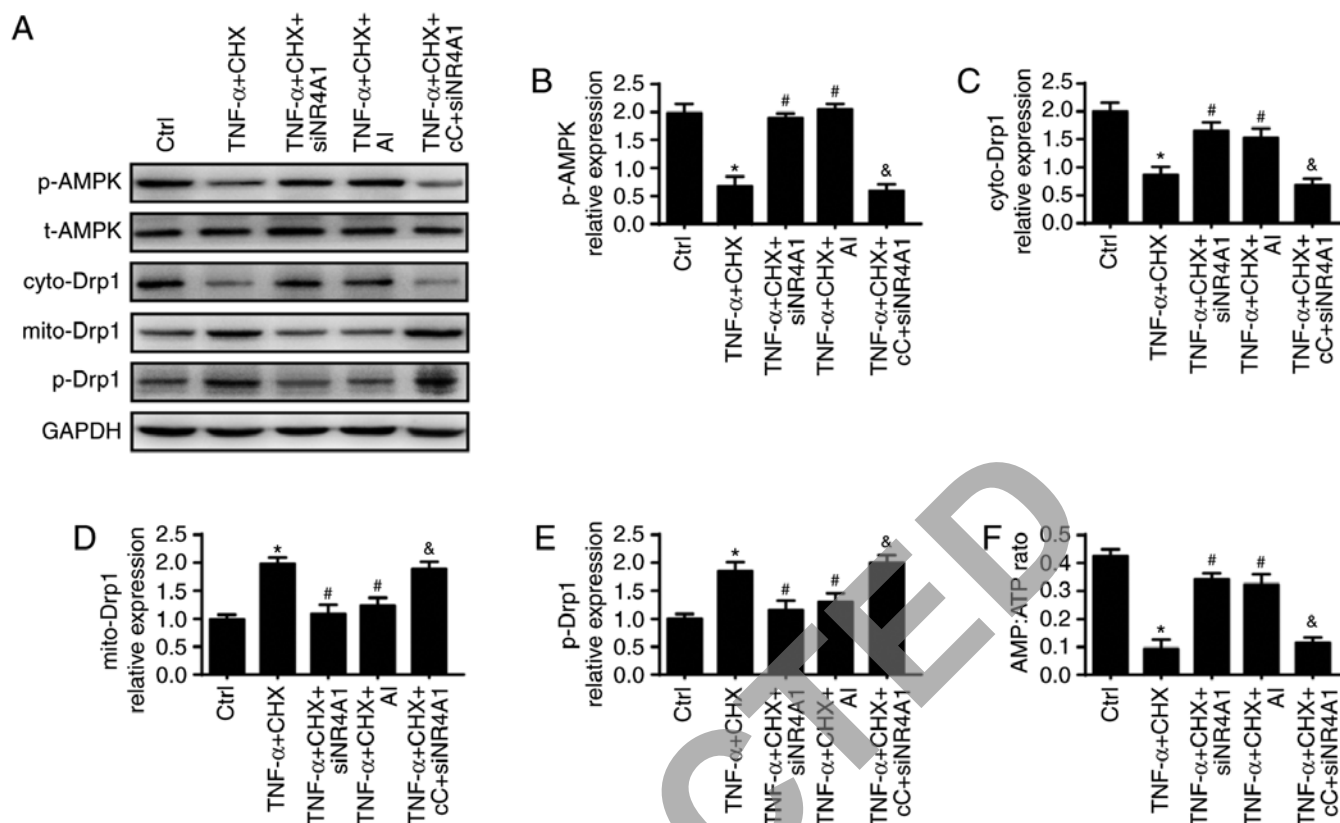 A
Ctrl
TNF-α+CHX
TNF-α+CHX+
siNR4A1
TNF-α+CHX+
AI
TNF-α+CHX+
cC+siNR4A1
p-AMPK
t-AMPK
cyto-Drp1
mito-Drp1
p-Drp1
GAPDH
B
p-AMPK
relative expression
2.5
2.0
1.5
1.0
0.5
0.0
*
#
#
&
Ctrl
TNF-α+CHX
TNF-α+CHX+
siNR4A1
TNF-α+CHX+
AI
TNF-α+CHX+
cC+siNR4A1
C
cyto-Drp1
relative expression
2.5
2.0
1.5
1.0
0.5
0.0
*
#
#
&
Ctrl
TNF-α+CHX
TNF-α+CHX+
siNR4A1
TNF-α+CHX+
AI
TNF-α+CHX+
cC+siNR4A1
D
mito-Drp1
relative expression
2.5
2.0
1.5
1.0
0.5
0.0
*
#
#
&
Ctrl
TNF-α+CHX
TNF-α+CHX+
siNR4A1
TNF-α+CHX+
AI
TNF-α+CHX+
cC+siNR4A1
E
p-Drp1
relative expression
2.5
2.0
1.5
1.0
0.5
0.0
*
#
#
&
Ctrl
TNF-α+CHX
TNF-α+CHX+
siNR4A1
TNF-α+CHX+
AI
TNF-α+CHX+
cC+siNR4A1
F
AMP:ATP rato
0.5
0.4
0.3
0.2
0.1
0.0
*
#
#
&
Ctrl
TNF-α+CHX
TNF-α+CHX+
siNR4A1
TNF-α+CHX+
AI
TNF-α+CHX+
cC+siNR4A1
CTED